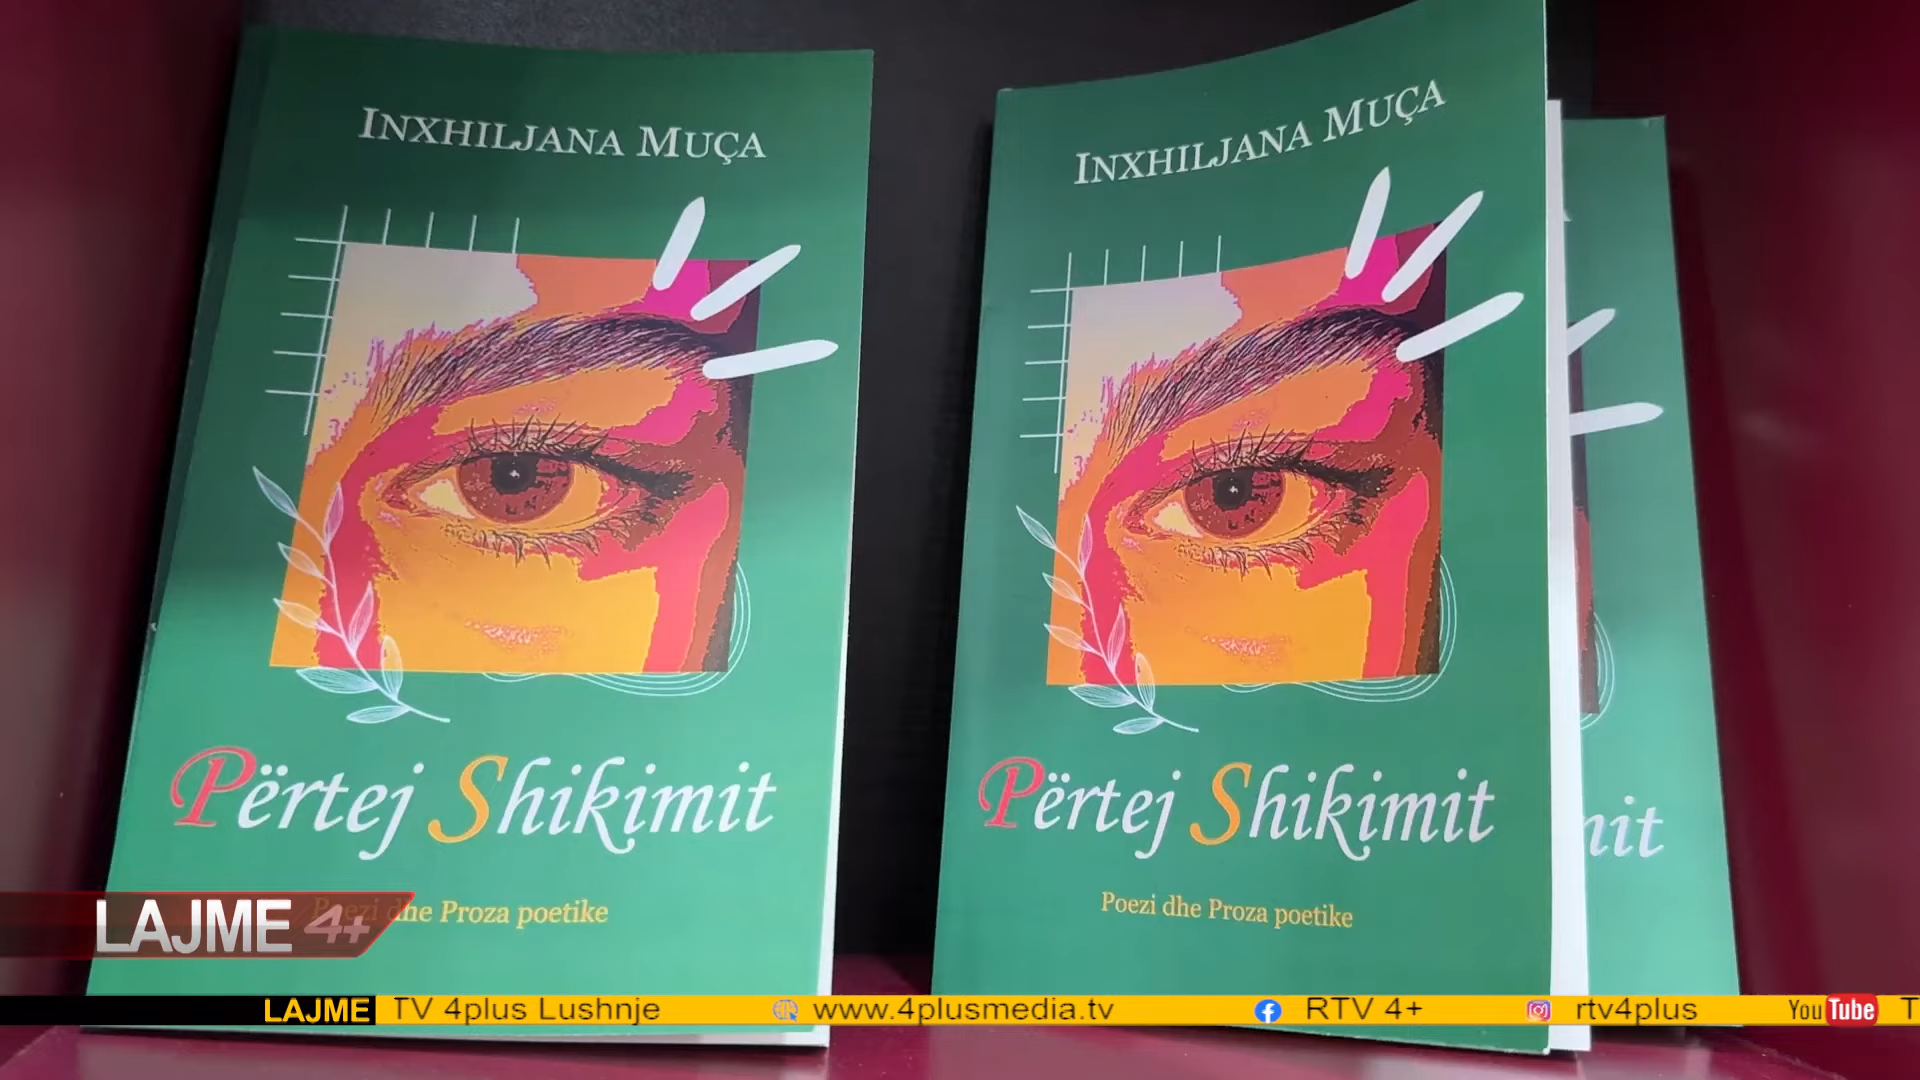 INXHILJANA MUÇA
Përtej Shikimit
Poezi dhe Proza poetike
INXHILJANA MUÇA
Përtej Shikimit
Poezi dhe Proza poetike
mit
LAJME 4+
LAJME TV 4plus Lushnje www.4plusmedia.tv RTV 4+ rtv4plus YouTube T